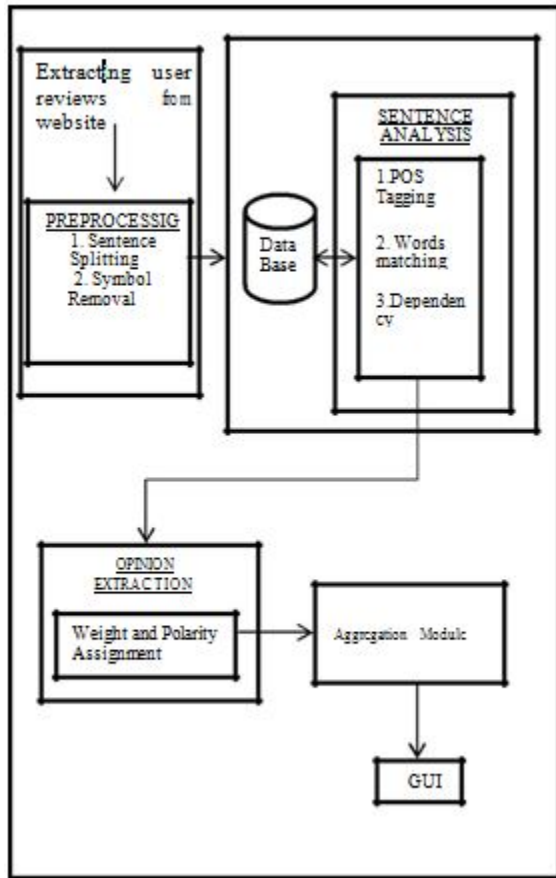 Extracting user
reviews fom
website
PREPROCESSIG
1. Sentence
Splitting
2. Symbol
Removal
Data
Base
SENTENCE
ANALYSIS
1.POS
Tagging
2. Words
matching
3.Dependen
cy
OPINION
EXTRACTION
Weight and Polarity
Assignment
Aggregation Module
GUI